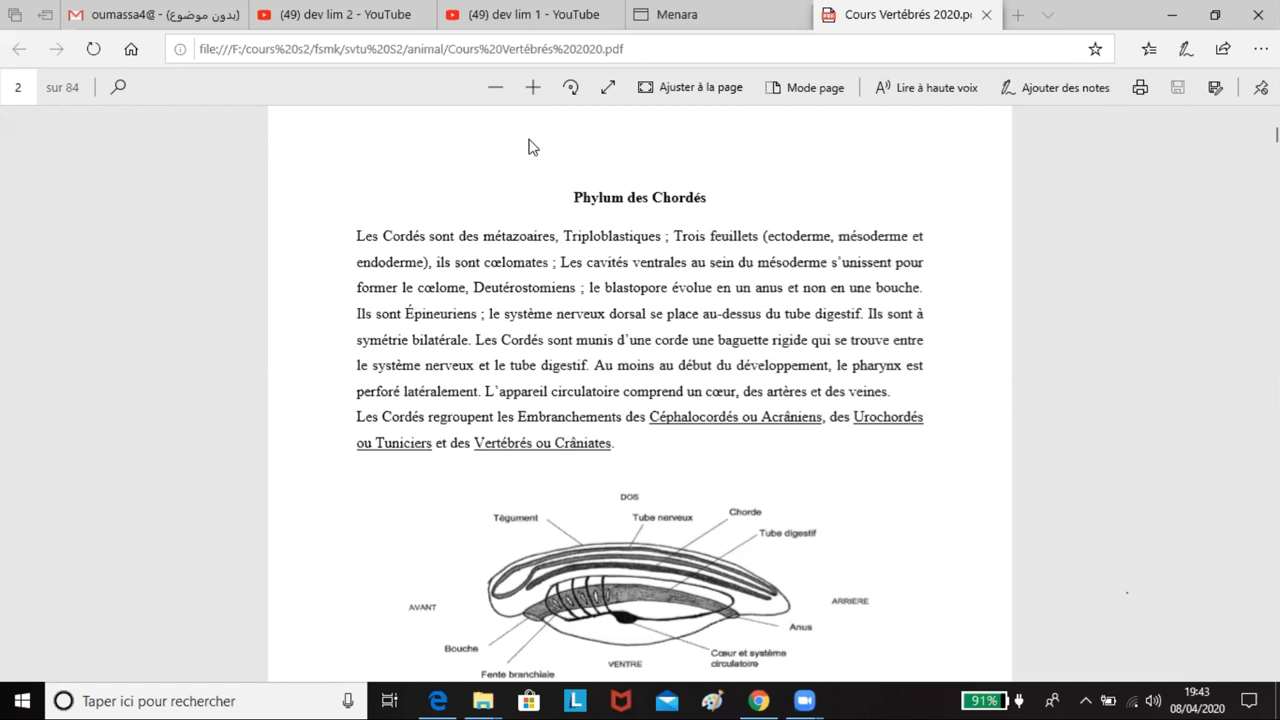 (بدون موضوع) - oumassa4@
(49) dev lim 2 - YouTube
(49) dev lim 1 - YouTube
Menara
Cours Vertébrés 2020.pd
file:///F:/cours%20s2/fsmk/svtu%20S2/animal/Cours%20Vertébrés%202020.pdf
2 sur 84
Ajuster à la page
Mode page
Lire à haute voix
Ajouter des notes
Phylum des Chordés
Les Cordés sont des métazoaires, Triploblastiques ; Trois feuillets (ectoderme, mésoderme et
endoderme), ils sont cœlomates ; Les cavités ventrales au sein du mésoderme s’unissent pour
former le cœlome, Deutérostomiens ; le blastopore évolue en un anus et non en une bouche.
Ils sont Épineuriens ; le système nerveux dorsal se place au-dessus du tube digestif. Ils sont à
symétrie bilatérale. Les Cordés sont munis d’une corde une baguette rigide qui se trouve entre
le système nerveux et le tube digestif. Au moins au début du développement, le pharynx est
perforé latéralement. L’appareil circulatoire comprend un cœur, des artères et des veines.
Les Cordés regroupent les Embranchements des Céphalocordés ou Acrâniens, des Urochordés
ou Tuniciers et des Vertébrés ou Crâniates.
DOS
Tégument
Tube nerveux
Chorde
Tube digestif
AVANT
ARRIERE
Anus
Bouche
Cœur et système
circulatoire
VENTRE
Fente branchiale
Taper ici pour rechercher
91%
19:43
08/04/2020